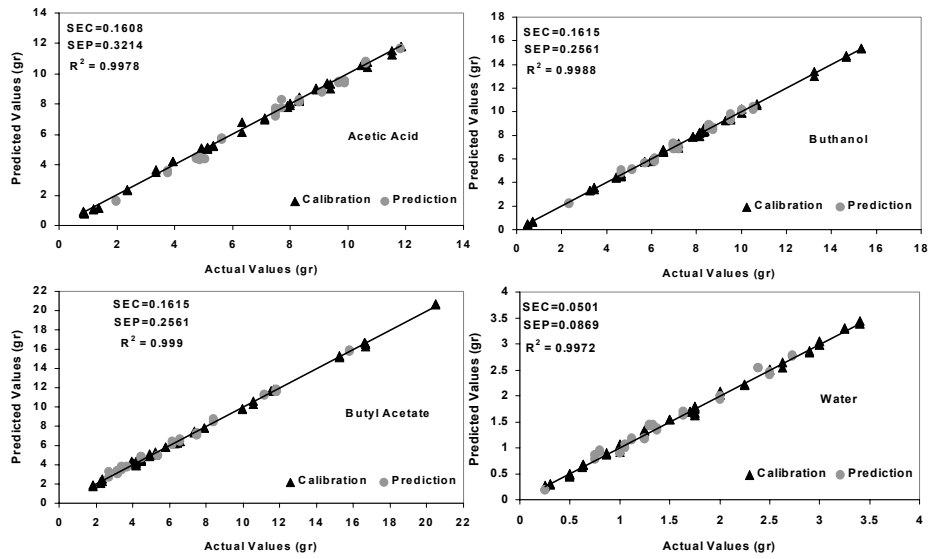 SEC=0.1608
SEP=0.3214
R² = 0.9978
Acetic Acid
Calibration Prediction
Predicted Values (gr)
14
12
10
8
6
4
2
0
0 2 4 6 8 10 12 14
Actual Values (gr)
SEC=0.1615
SEP=0.2561
R² = 0.9988
Buthanol
Calibration Prediction
Predicted Values (gr)
18
16
14
12
10
8
6
4
2
0
0 2 4 6 8 10 12 14 16 18
Actual Values (gr)
SEC=0.1615
SEP=0.2561
R² = 0.999
Butyl Acetate
Calibration Prediction
Predicted Values (gr)
22
20
18
16
14
12
10
8
6
4
2
0
0 2 4 6 8 10 12 14 16 18 20 22
Actual Values (gr)
SEC=0.0501
SEP=0.0869
R² = 0.9972
Water
Calibration Prediction
Predicted Values (gr)
4
3.5
3
2.5
2
1.5
1
0.5
0
0 0.5 1 1.5 2 2.5 3 3.5 4
Actual Values (gr)